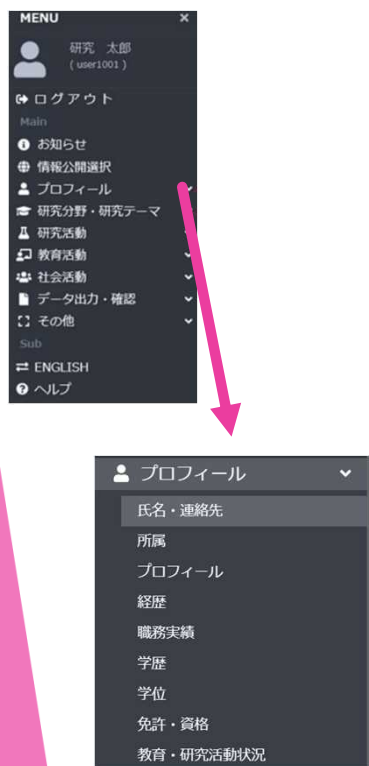 MENU ×
研究 太郎
( user1001 )
ログアウト
Main
お知らせ
情報公開選択
プロフィール
研究分野・研究テーマ
研究活動
教育活動
社会活動
データ出力・確認
その他
Sub
ENGLISH
ヘルプ
プロフィール
氏名・連絡先
所属
プロフィール
経歴
職務実績
学歴
学位
免許・資格
教育・研究活動状況